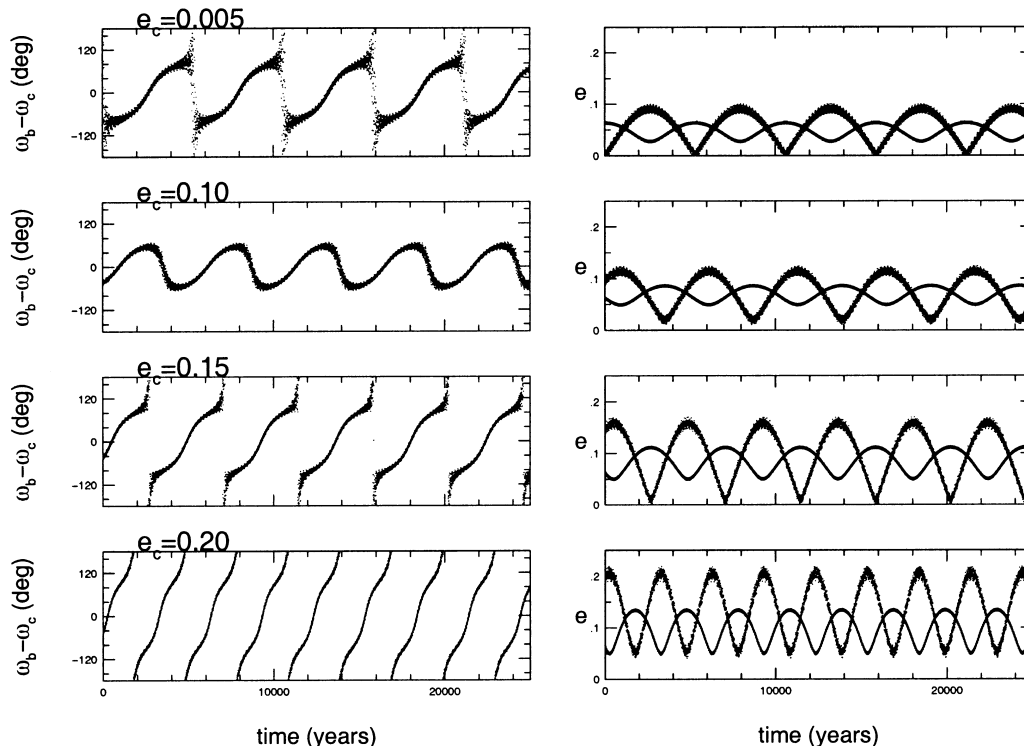 e_c=0.005
ω_b−ω_c (deg)
120
0
−120
e
.2
.1
0
e_c=0.10
ω_b−ω_c (deg)
120
0
−120
e
.2
.1
0
e_c=0.15
ω_b−ω_c (deg)
120
0
−120
e
.2
.1
0
e_c=0.20
ω_b−ω_c (deg)
120
0
−120
e
.2
.1
0
0 10000 20000
0 10000 20000
time (years)
time (years)